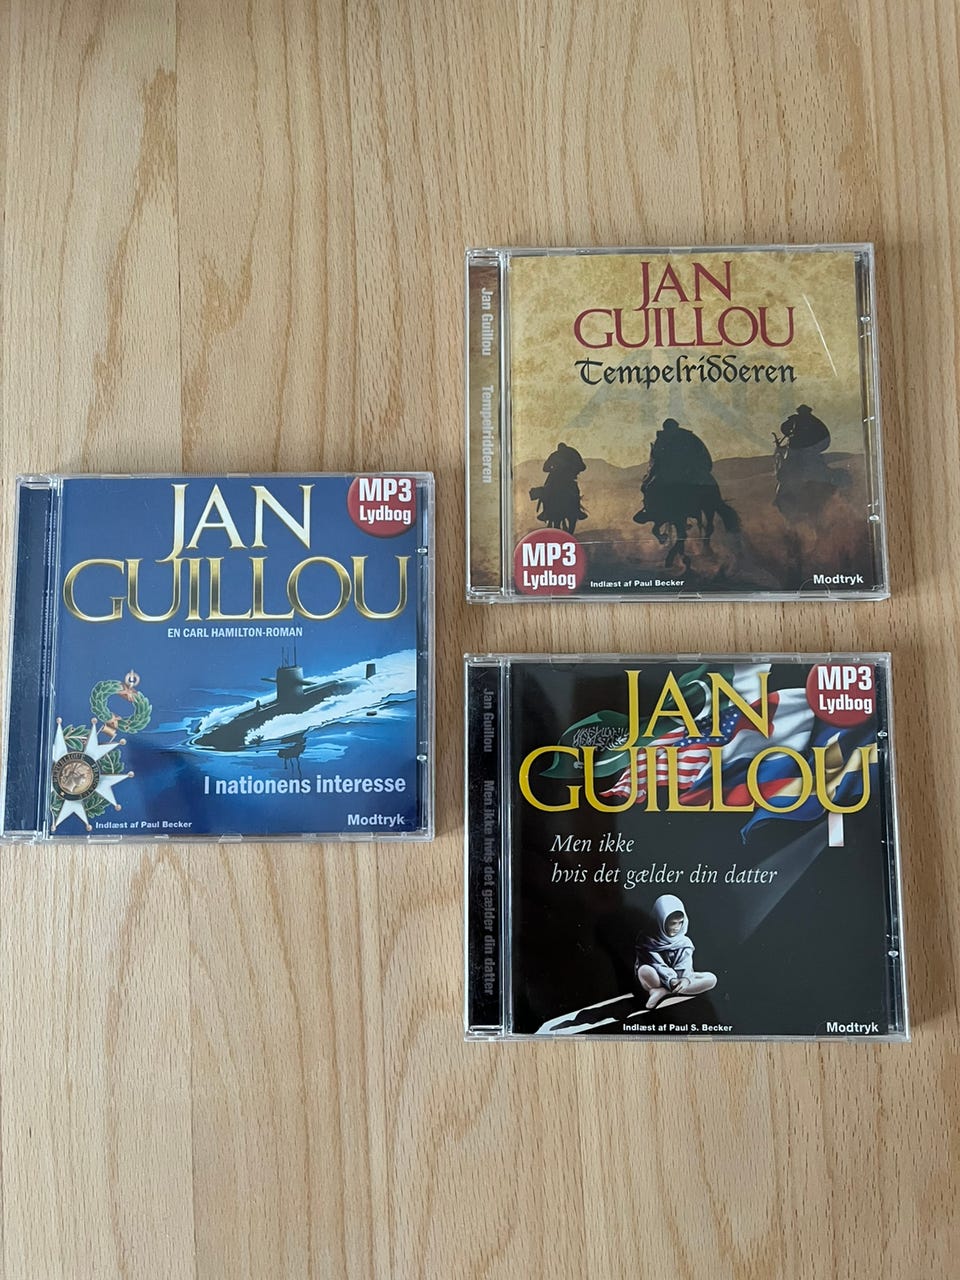 Jan Guillou Tempelridderen
JAN
GUILLOU
Tempelridderen
MP3
Lydbog
Indlæst af Paul Becker
Modtryk
JAN
GUILLOU
MP3
Lydbog
EN CARL HAMILTON-ROMAN
I nationens interesse
Indlæst af Paul Becker
Modtryk
Jan Guillou Men ikke hvis det gælder din datter
JAN
GUILLOU
MP3
Lydbog
Men ikke
hvis det gælder din datter
Indlæst af Paul S. Becker
Modtryk